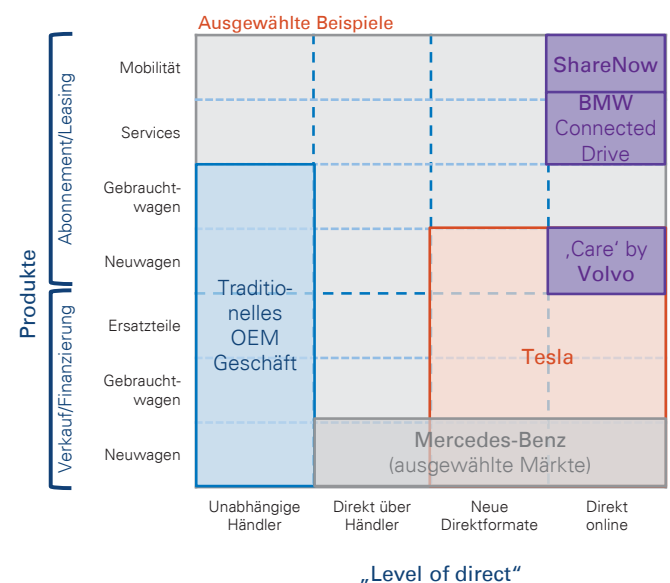 Ausgewählte Beispiele
Produkte
Abonnement/Leasing
Verkauf/Finanzierung
Mobilität
Services
Gebraucht-
wagen
Neuwagen
Ersatzteile
Gebraucht-
wagen
Neuwagen
ShareNow
BMW
Connected
Drive
‚Care' by
Volvo
Traditio-
nelles
OEM
Geschäft
Tesla
Mercedes-Benz
(ausgewählte Märkte)
Unabhängige
Händler
Direkt über
Händler
Neue
Direktformate
Direkt
online
„Level of direct“